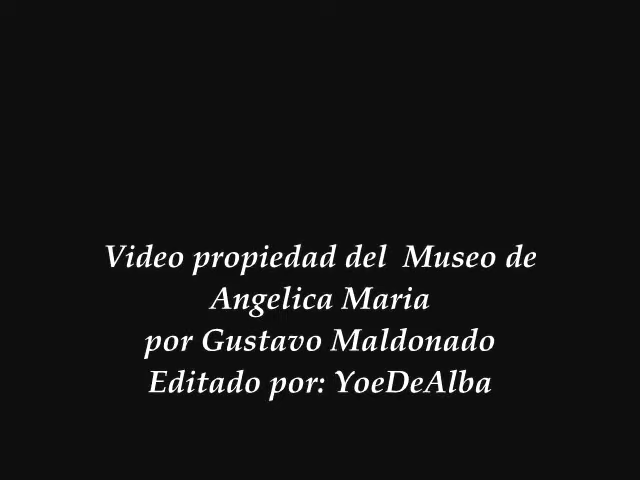 Video propiedad del Museo de
Angelica Maria
por Gustavo Maldonado
Editado por: YoeDeAlba